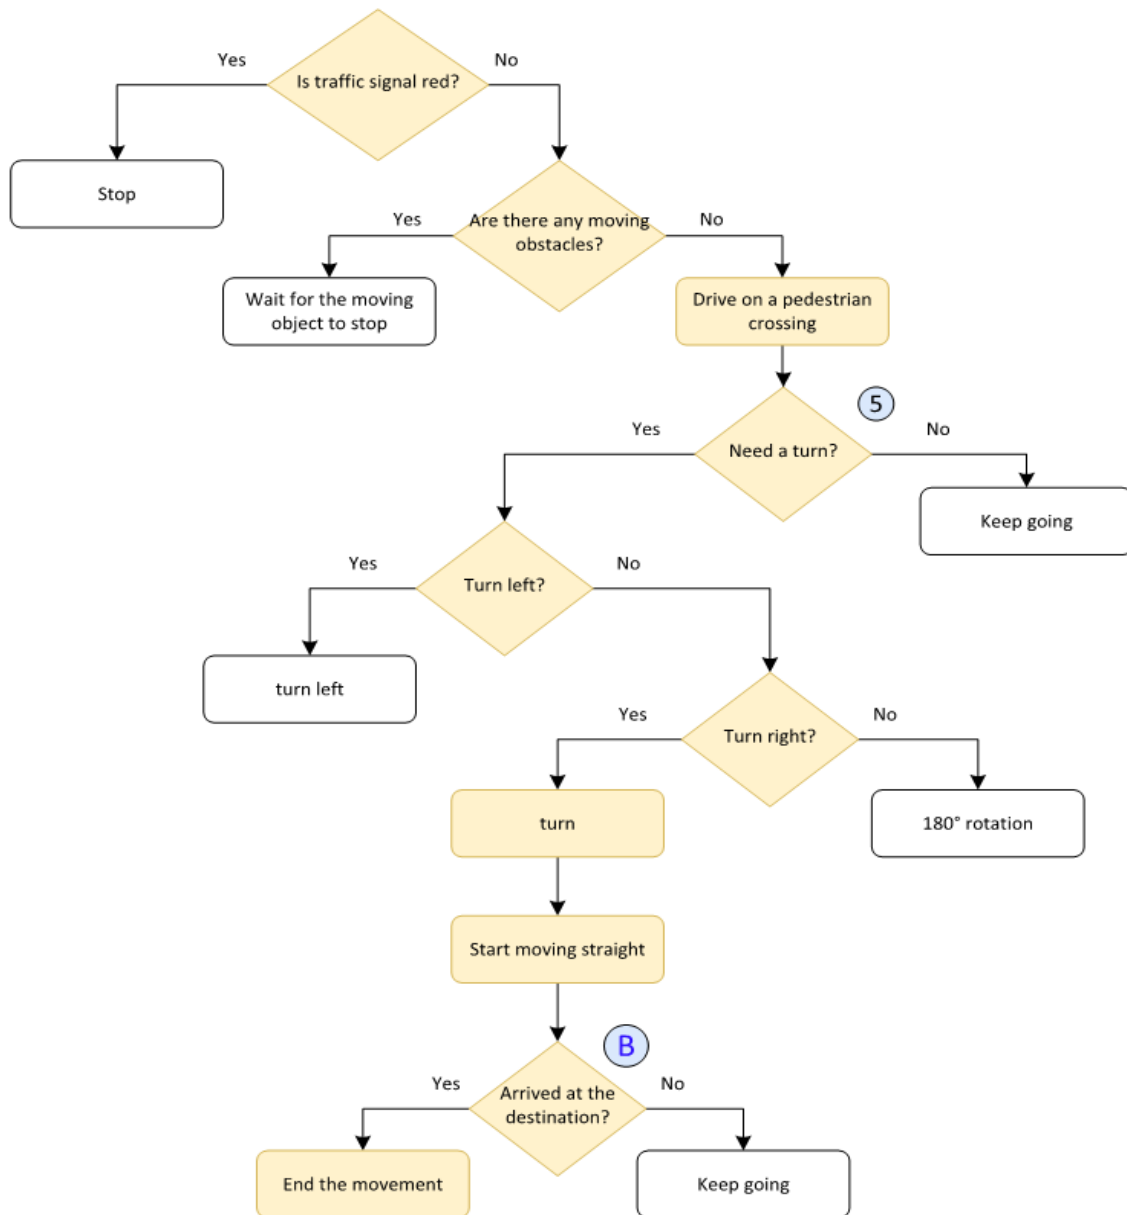 Yes
No
Is traffic signal red?
Stop
Yes
No
Are there any moving
obstacles?
Wait for the moving
object to stop
Drive on a pedestrian
crossing
5
Yes
No
Need a turn?
Keep going
Yes
No
Turn left?
turn left
Yes
No
Turn right?
turn
180° rotation
Start moving straight
B
Yes
No
Arrived at the
destination?
End the movement
Keep going